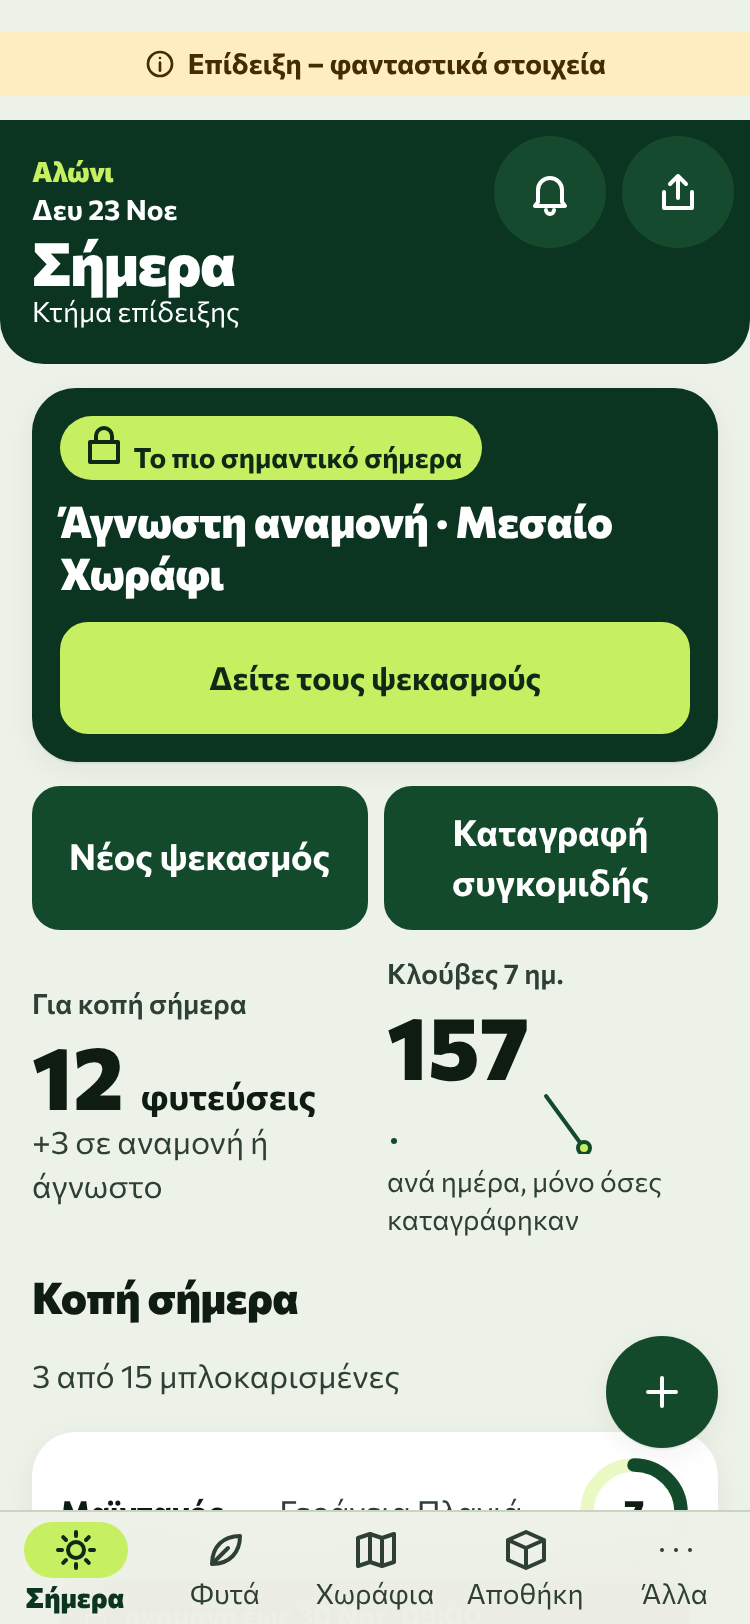 Επίδειξη – φανταστικά στοιχεία
Αλώνι
Δευ 23 Νοε
Σήμερα
Κτήμα επίδειξης
Το πιο σημαντικό σήμερα
Άγνωστη αναμονή · Μεσαίο
Χωράφι
Δείτε τους ψεκασμούς
Νέος ψεκασμός
Καταγραφή
συγκομιδής
Για κοπή σήμερα
12 φυτεύσεις
+3 σε αναμονή ή
άγνωστο
Κλούβες 7 ημ.
157
ανά ημέρα, μόνο όσες
καταγράφηκαν
Κοπή σήμερα
3 από 15 μπλοκαρισμένες
Σήμερα
Φυτά
Χωράφια
Αποθήκη
Άλλα